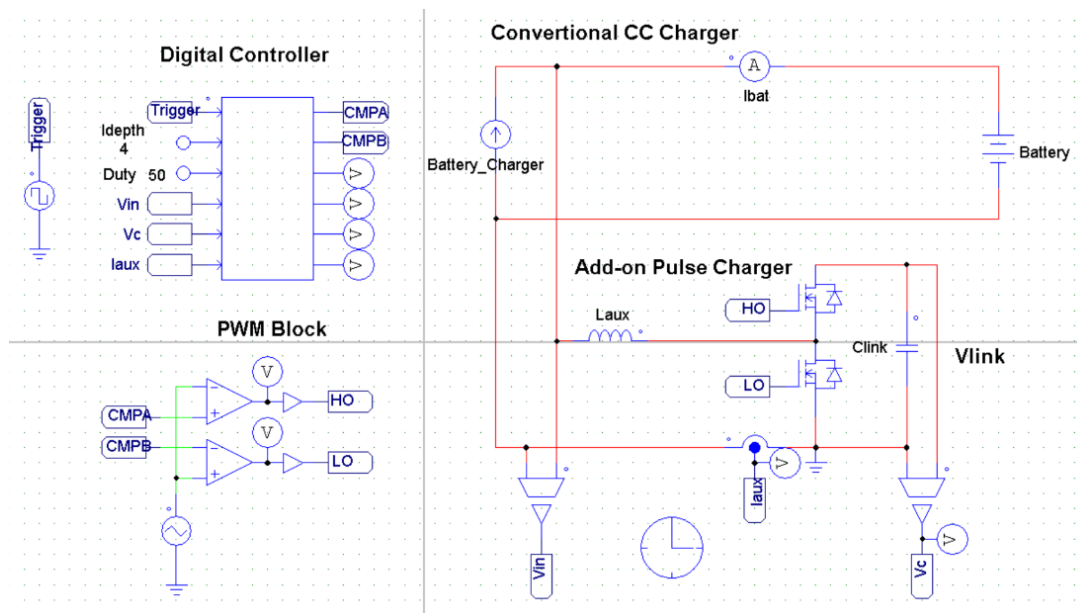 Digital Controller
Trigger
Trigger
Idepth
4
Duty 50
Vin
Vc
Iaux
CMPA
CMPB
V
V
V
V
PWM Block
CMPA
CMPB
V
V
HO
LO
Convertional CC Charger
A
Ibat
Battery_Charger
Battery
Add-on Pulse Charger
Laux
HO
LO
Clink
Vlink
Iaux
V
Vin
V
Vc